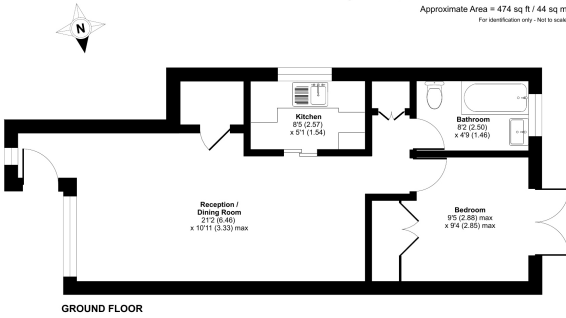 Approximate Area = 474 sq ft / 44 sq m
For identification only - Not to scale
N
Kitchen
8'5 (2.57)
x 5'1 (1.54)
Bathroom
8'2 (2.50)
x 4'9 (1.46)
Reception /
Dining Room
21'2 (6.46)
x 10'11 (3.33) max
Bedroom
9'5 (2.88) max
x 9'4 (2.85) max
GROUND FLOOR